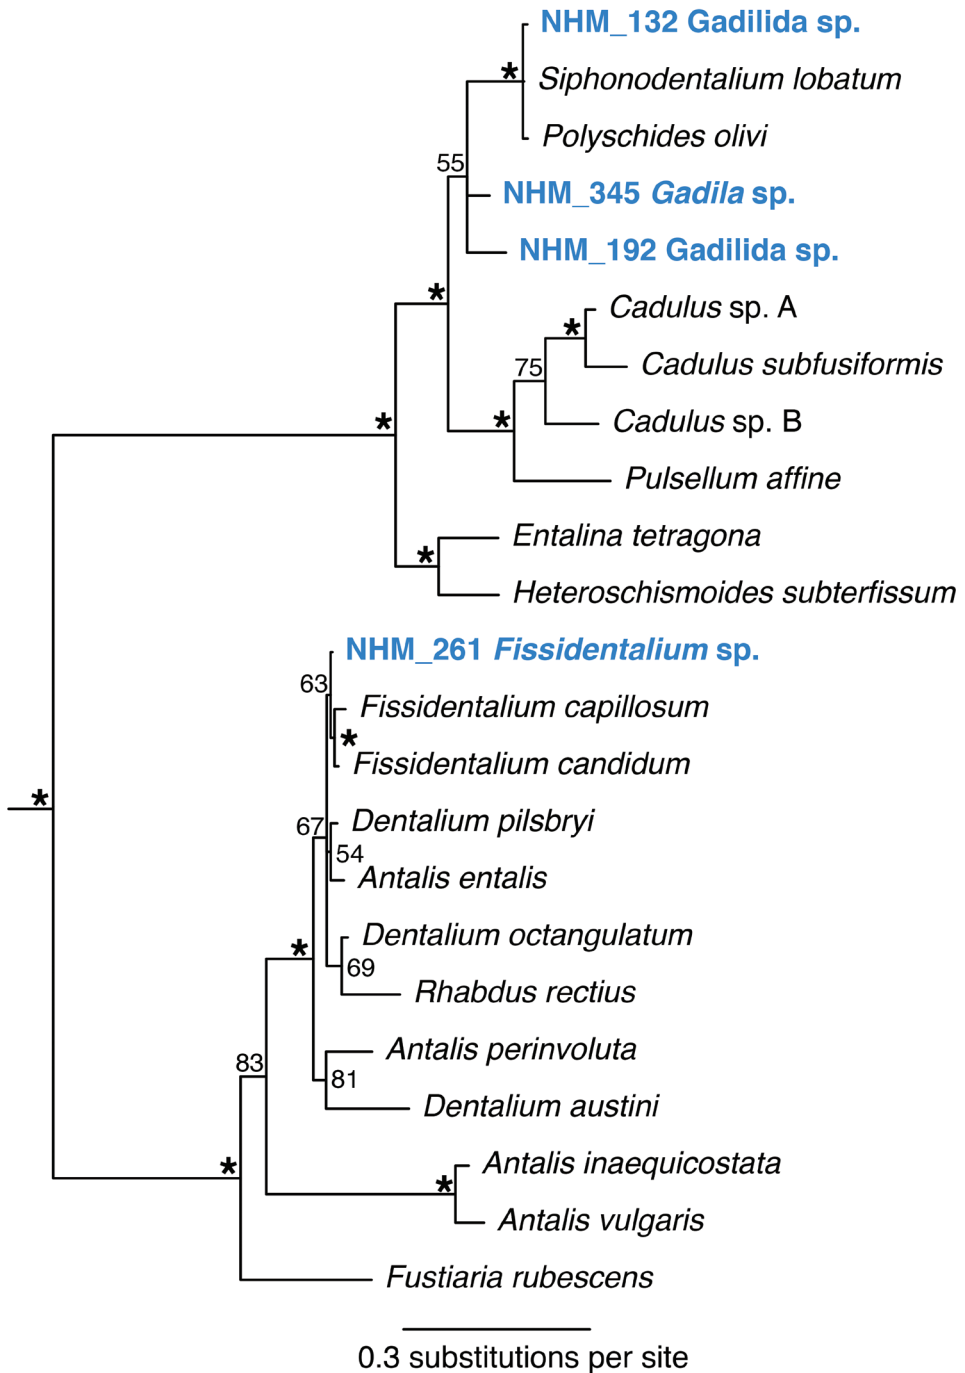 NHM_132 Gadilida sp.
*
Siphonodentalium lobatum
Polyschides olivi
55
NHM_345 Gadila sp.
NHM_192 Gadilida sp.
*
Cadulus sp. A
*
Cadulus subfusiformis
75
Cadulus sp. B
*
*
Pulsellum affine
Entalina tetragona
*
Heteroschismoides subterfissum
NHM_261 Fissidentalium sp.
63
Fissidentalium capillosum
*
Fissidentalium candidum
*
Dentalium pilsbryi
67
54
Antalis entalis
Dentalium octangulatum
*
69
Rhabdus rectius
Antalis perinvoluta
83
81
Dentalium austini
Antalis inaequicostata
*
*
Antalis vulgaris
Fustiaria rubescens
0.3 substitutions per site